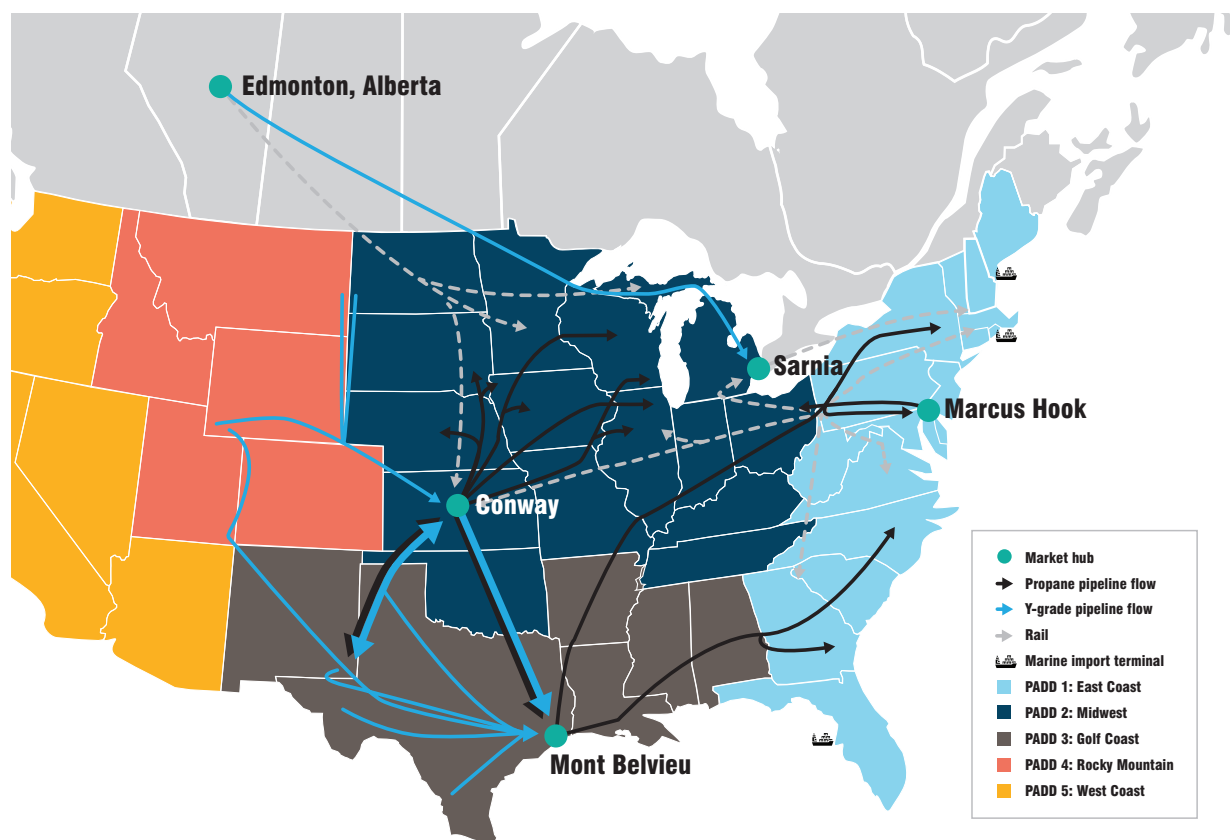 Edmonton, Alberta
Sarnia
Marcus Hook
Conway
Mont Belvieu
Market hub
Propane pipeline flow
Y-grade pipeline flow
Rail
Marine import terminal
PADD 1: East Coast
PADD 2: Midwest
PADD 3: Golf Coast
PADD 4: Rocky Mountain
PADD 5: West Coast